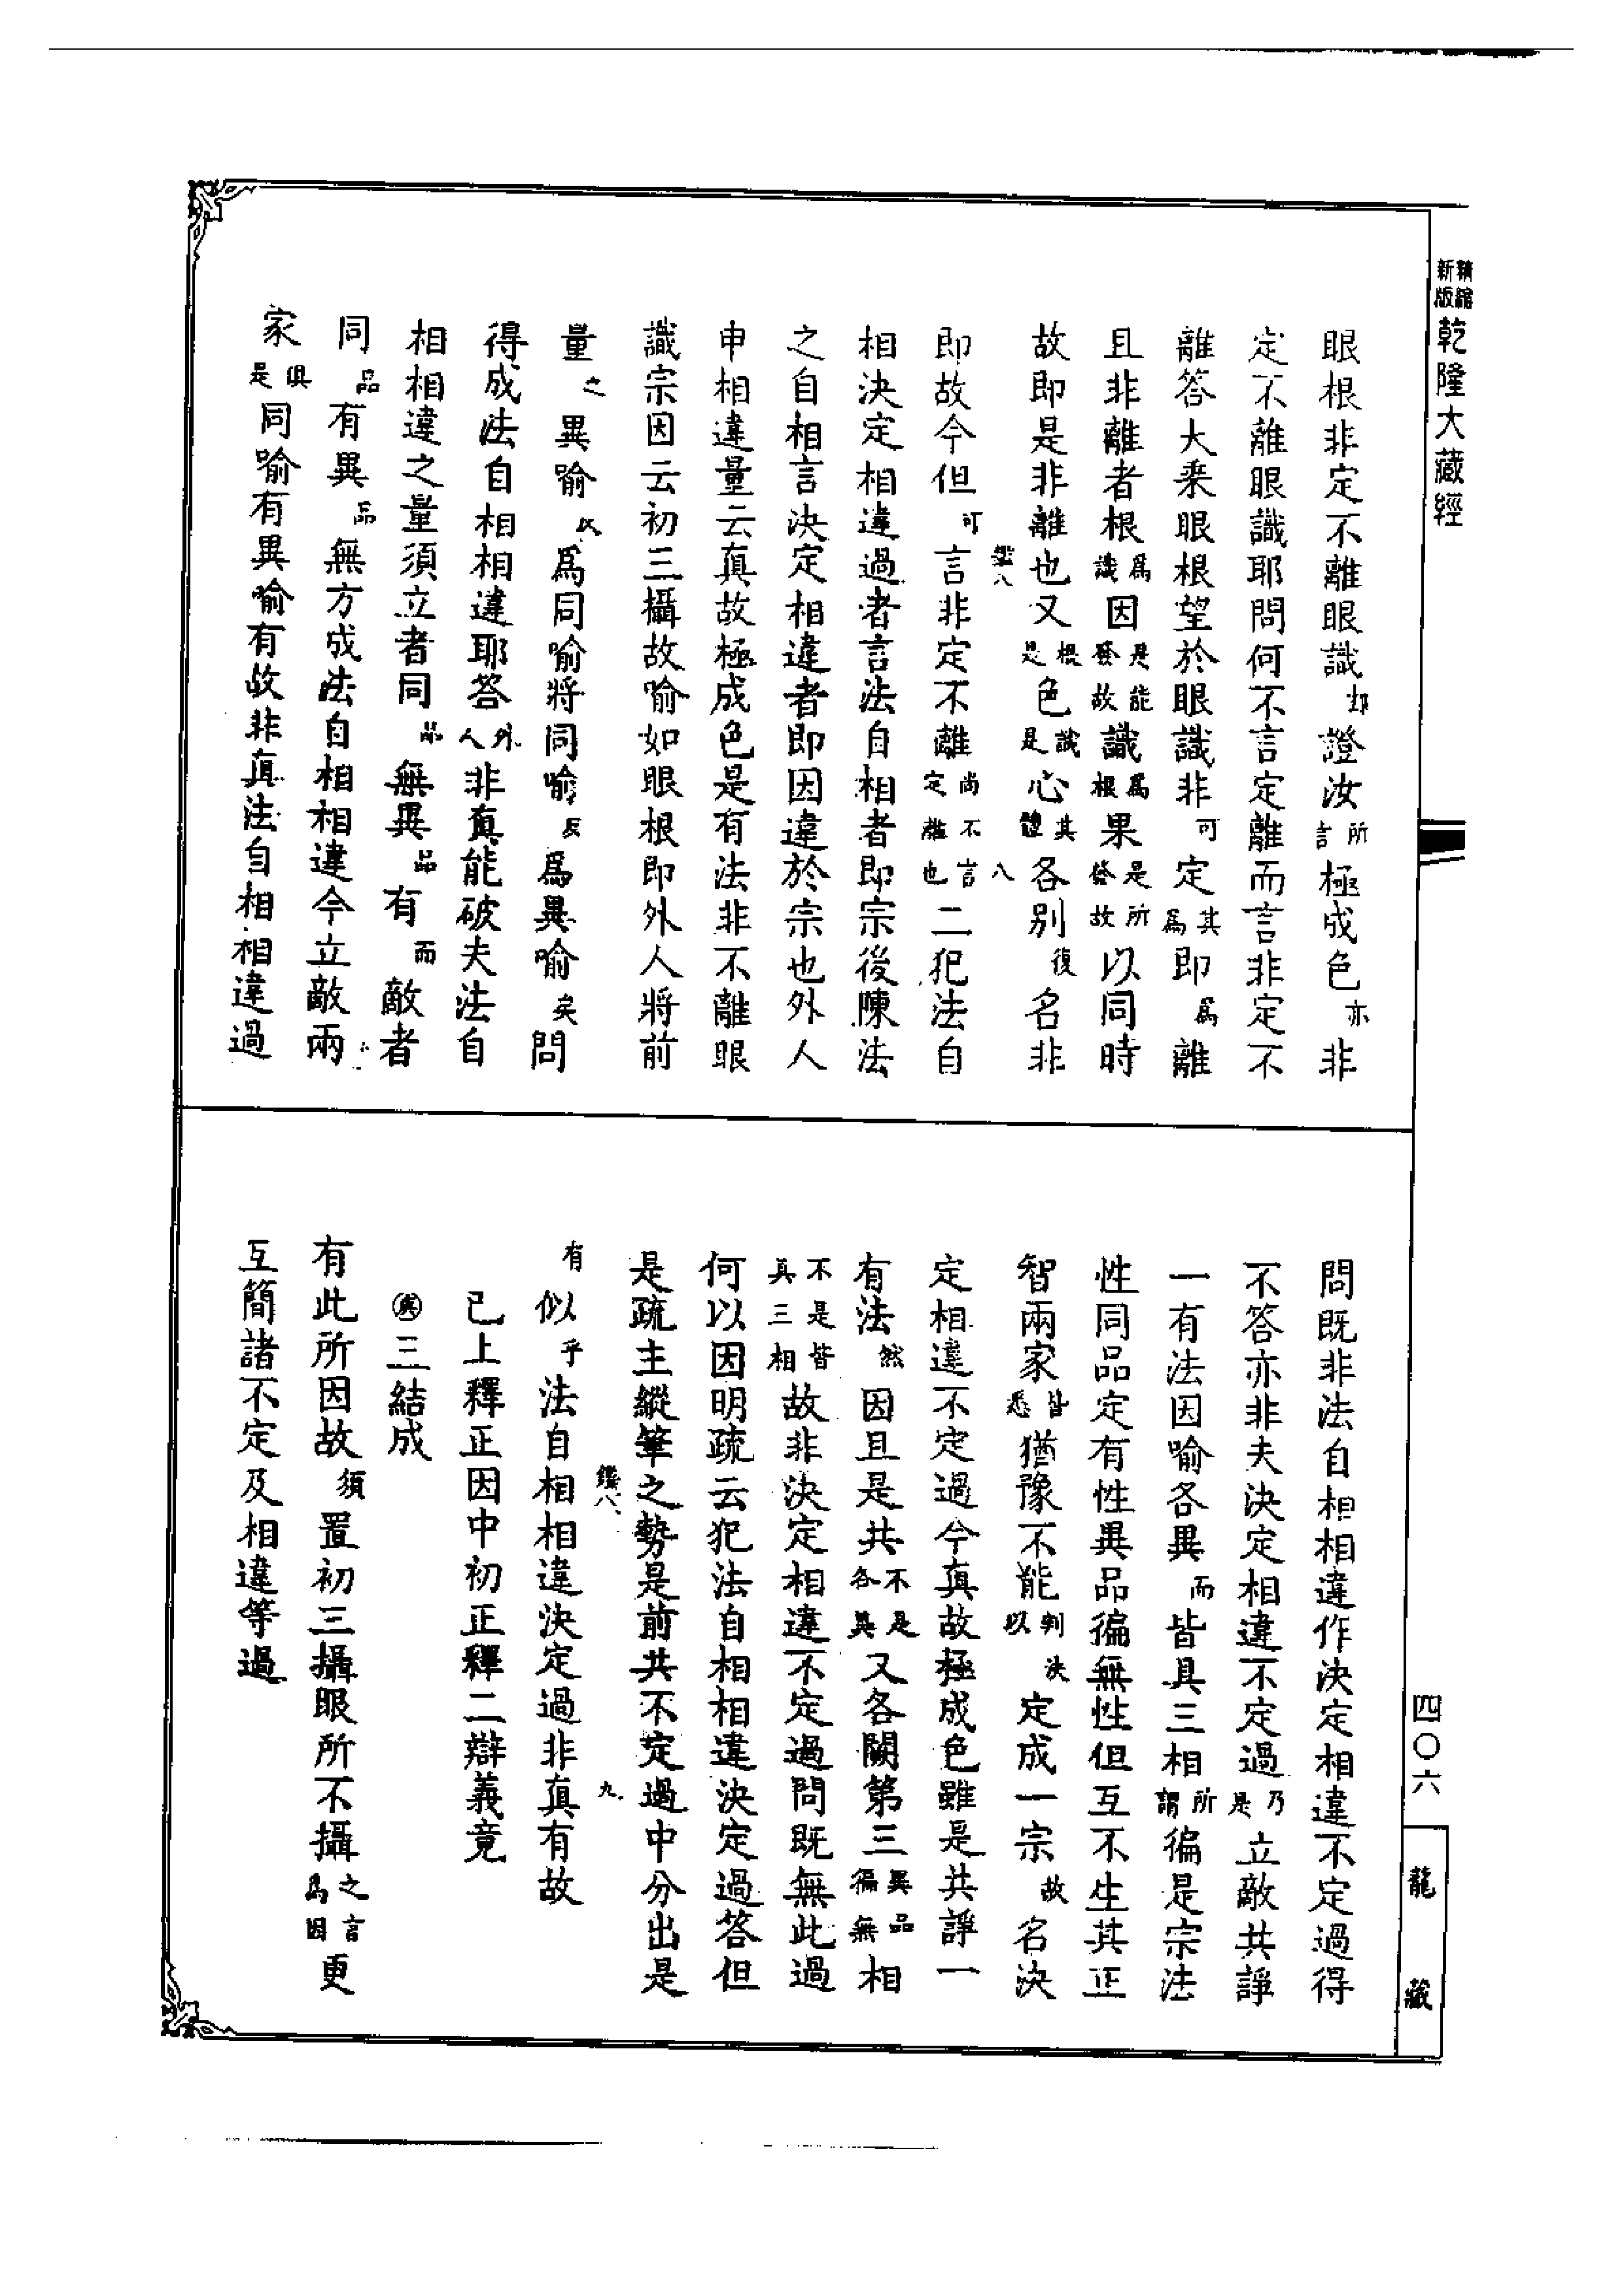 精縮新版乾隆大藏經
眼根非定不離眼識却證汝所言極成色亦非
定不離眼識耶問何不言定離而言非定不
離答大乘眼根望於眼識非可定其為即為離
且非離者根為識因是能發故識為根果是所發故以同時
故即是非離也又根是色識是心其體各別復名非
鑑八
八
即故今但可言非定不離尚不言定離也二犯法自
相決定相違過者言法自相者即宗後陳法
之自相言決定相違者即因違於宗也外人
申相違量云真故極成色是有法非不離眼
識宗因云初三攝故喻如眼根即外人將前
量之異喻以為同喻將同喻反為異喻矣問
得成法自相相違耶答外人非真能破夫法自
相相違之量須立者同品無異品有而敵者
同品有異品無方成法自相相違今立敵兩
家俱是同喻有異喻有故非真法自相相違過
問既非法自相相違作決定相違不定過得
不答亦非夫決定相違不定過乃是立敵共諍
一有法因喻各異而皆具三相所謂徧是宗法
性同品定有性異品徧無性但互不生其正
智兩家皆悉猶豫不能判以決定成一宗故名決
定相違不定過今真故極成色雖是共諍一
有法然因且是共不是各異又各闕第三異品徧無相
不是皆真三相故非決定相違不定過問既無此過
何以因明疏云犯法自相相違決定過答但
是疏主縱筆之勢是前共不定過中分出是
鑑八
九
有似乎法自相相違決定過非真有故
已上釋正因中初正釋二辯義竟
三結成
有此所因故須置初三攝眼所不攝之言為因更
互簡諸不定及相違等過
四〇六
龍藏